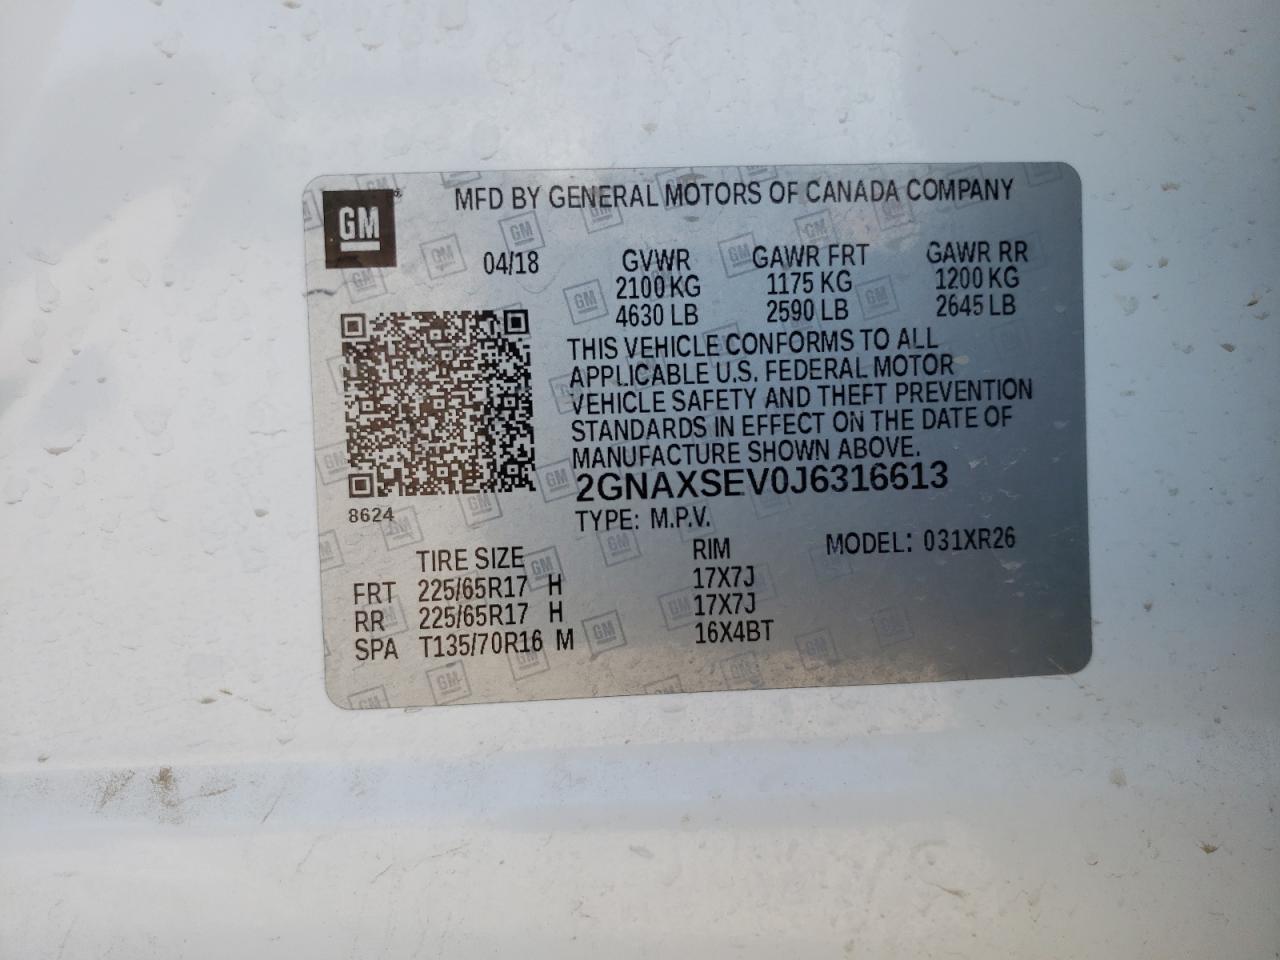 GM®
MFD BY GENERAL MOTORS OF CANADA COMPANY
04/18 GVWR GAWR FRT GAWR RR
2100 KG 1175 KG 1200 KG
4630 LB 2590 LB 2645 LB
THIS VEHICLE CONFORMS TO ALL
APPLICABLE U.S. FEDERAL MOTOR
VEHICLE SAFETY AND THEFT PREVENTION
STANDARDS IN EFFECT ON THE DATE OF
MANUFACTURE SHOWN ABOVE.
2GNAXSEV0J6316613
8624
TYPE: M.P.V.
TIRE SIZE RIM MODEL: 031XR26
FRT 225/65R17 H 17X7J
RR 225/65R17 H 17X7J
SPA T135/70R16 M 16X4BT